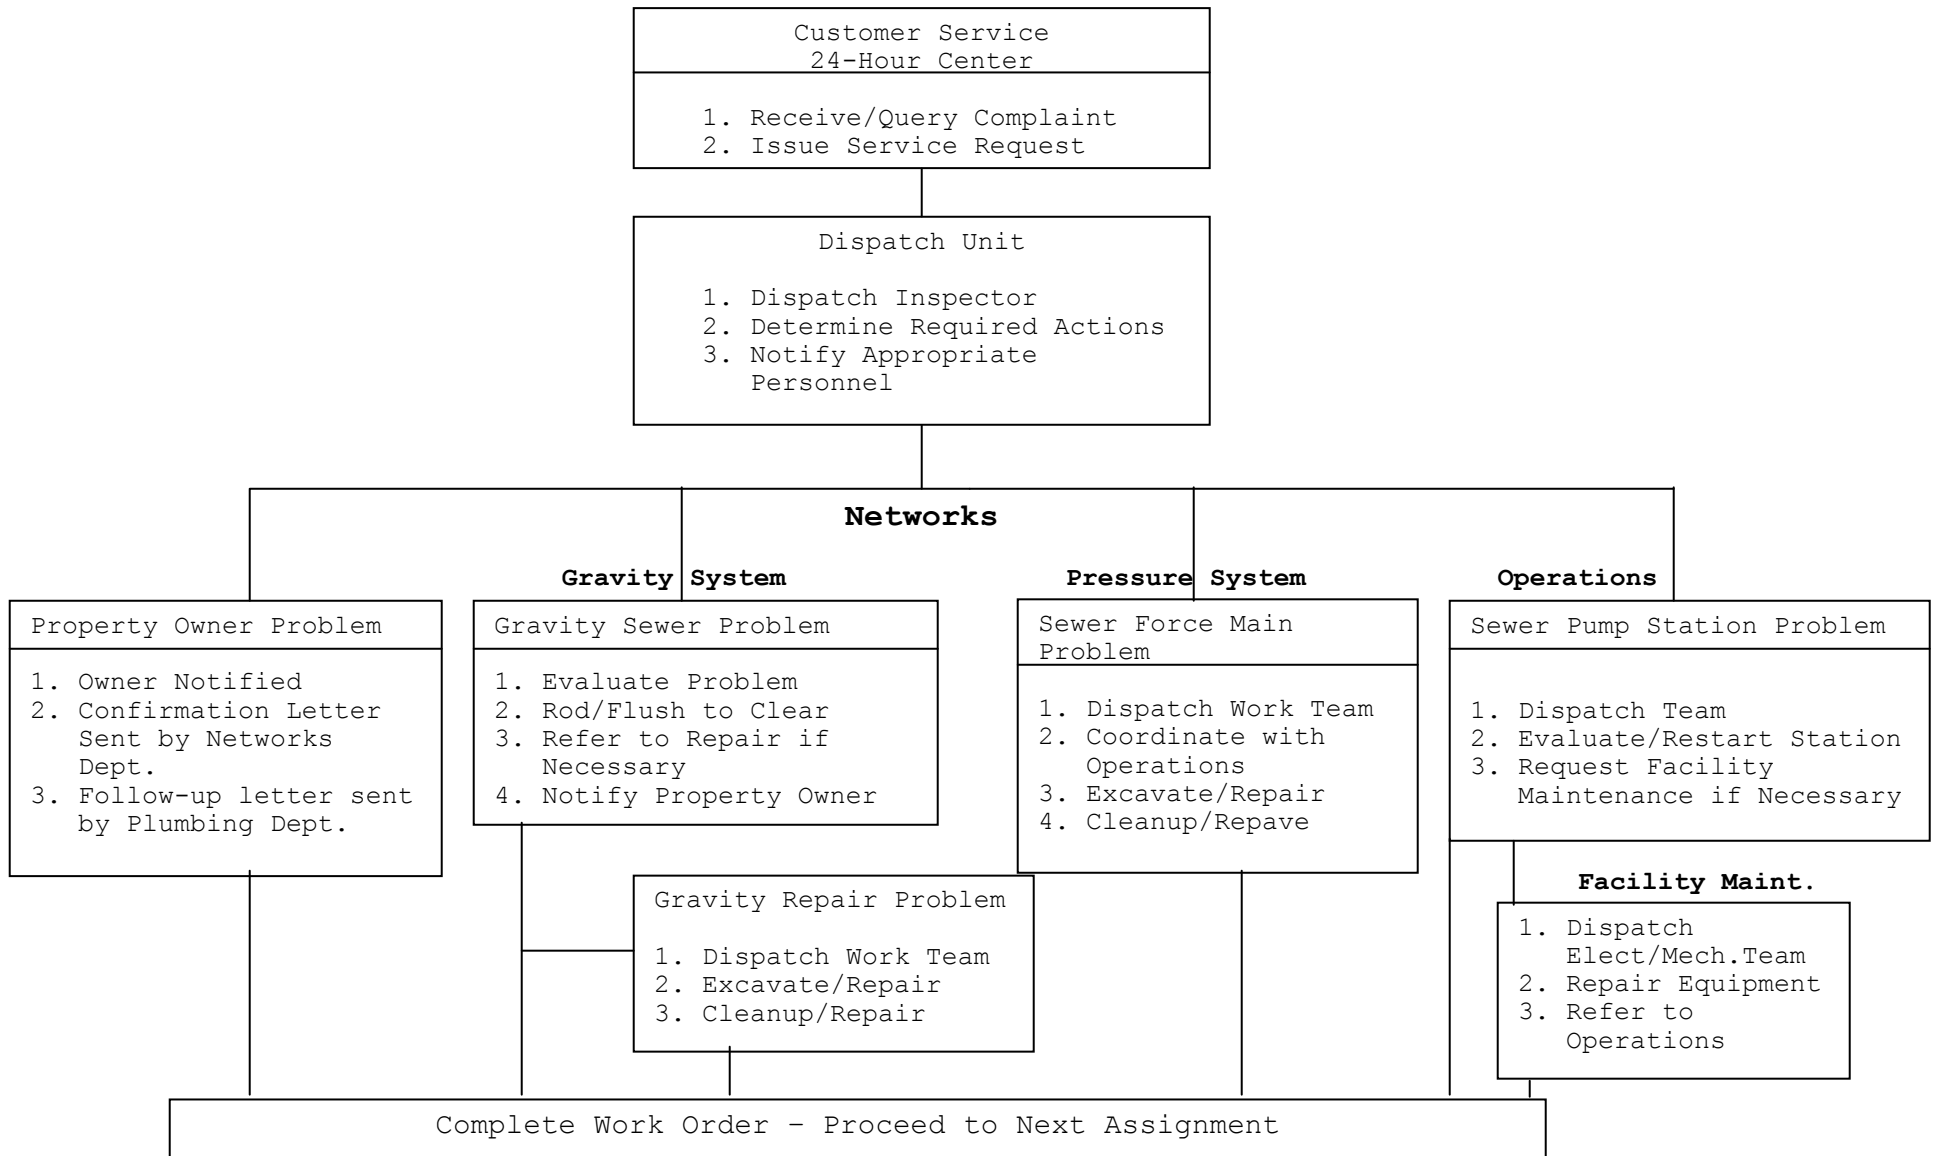 Customer Service
24-Hour Center
1. Receive/Query Complaint
2. Issue Service Request
Dispatch Unit
1. Dispatch Inspector
2. Determine Required Actions
3. Notify Appropriate
Personnel
Networks
Gravity System
Pressure System
Operations
Property Owner Problem
1. Owner Notified
2. Confirmation Letter
Sent by Networks
Dept.
3. Follow-up letter sent
by Plumbing Dept.
Gravity Sewer Problem
1. Evaluate Problem
2. Rod/Flush to Clear
3. Refer to Repair if
Necessary
4. Notify Property Owner
Sewer Force Main
Problem
1. Dispatch Work Team
2. Coordinate with
Operations
3. Excavate/Repair
4. Cleanup/Repave
Sewer Pump Station Problem
1. Dispatch Team
2. Evaluate/Restart Station
3. Request Facility
Maintenance if Necessary
Gravity Repair Problem
1. Dispatch Work Team
2. Excavate/Repair
3. Cleanup/Repair
Facility Maint.
1. Dispatch
Elect/Mech.Team
2. Repair Equipment
3. Refer to
Operations
Complete Work Order – Proceed to Next Assignment